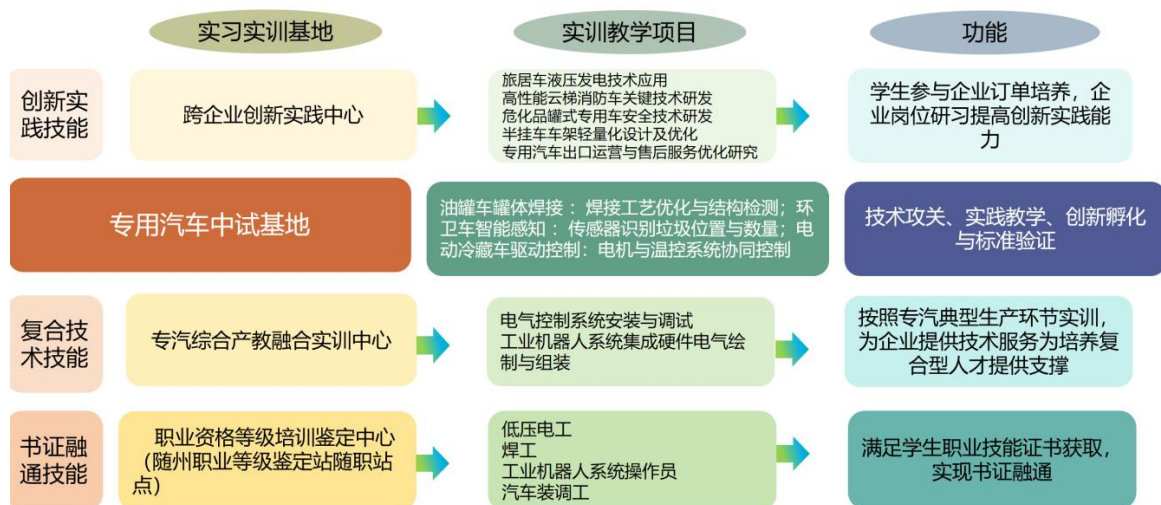 实习实训基地
实训教学项目
功能
创新实
践技能
跨企业创新实践中心
旅居车液压发电技术应用
高性能云梯消防车关键技术研发
危化品罐式专用车安全技术研发
半挂车车架轻量化设计及优化
专用汽车出口运营与售后服务优化研究
学生参与企业订单培养，企
业岗位研习提高创新实践能
力
专用汽车中试基地
油罐车罐体焊接：焊接工艺优化与结构检测；环
卫车智能感知：传感器识别垃圾位置与数量；电
动冷藏车驱动控制：电机与温控系统协同控制
技术攻关、实践教学、创新孵化
与标准验证
复合技
术技能
专汽综合产教融合实训中心
电气控制系统安装与调试
工业机器人系统集成硬件电气绘
制与组装
按照专汽典型生产环节实训，
为企业提供技术服务为培养复
合型人才提供支撑
书证融
通技能
职业资格等级培训鉴定中心
（随州职业等级鉴定站随职站
点）
低压电工
焊工
工业机器人系统操作员
汽车装调工
满足学生职业技能证书获取，
实现书证融通